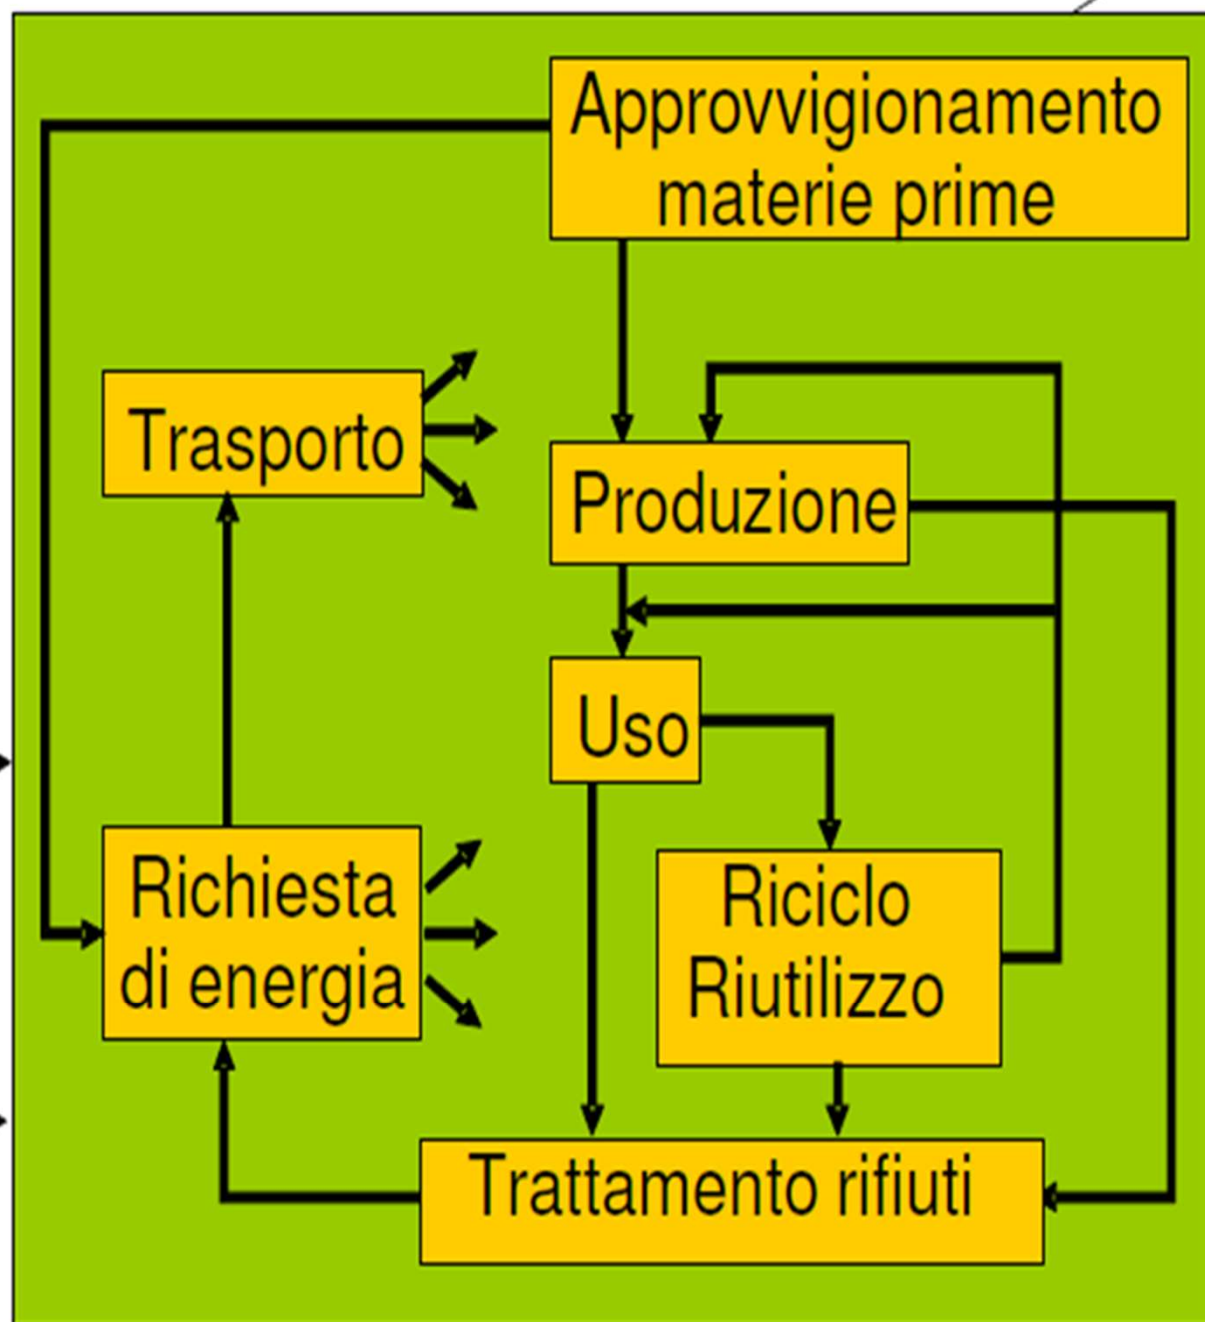 Approvvigionamento
materie prime
Trasporto
Produzione
Uso
Richiesta
di energia
Riciclo
Riutilizzo
Trattamento rifiuti